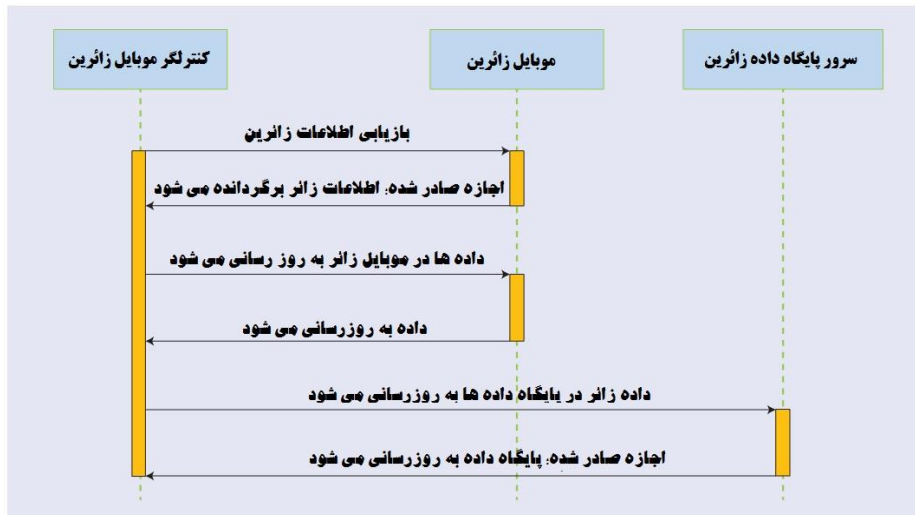 سرور پایگاه داده زائرین
موبایل زائرین
کنترلگر موبایل زائرین
بازیابی اطلاعات زائرین
اجازه صادر شده: اطلاعات زائر برگردانده می شود
داده ها در موبایل زائر به روز رسانی می شود
داده به روزرسانی می شود
داده زائر در پایگاه داده ها به روزرسانی می شود
اجازه صادر شده: پایگاه داده به روزرسانی می شود